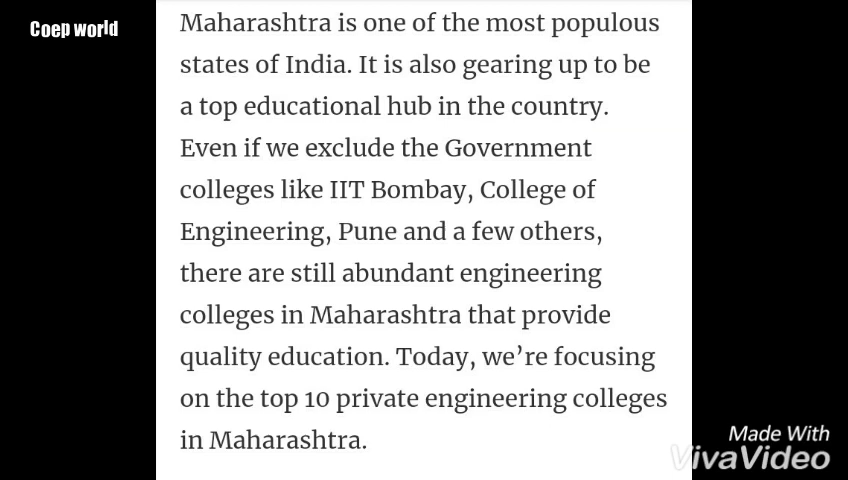 Coep world
Maharashtra is one of the most populous
states of India. It is also gearing up to be
a top educational hub in the country.
Even if we exclude the Government
colleges like IIT Bombay, College of
Engineering, Pune and a few others,
there are still abundant engineering
colleges in Maharashtra that provide
quality education. Today, we’re focusing
on the top 10 private engineering colleges
in Maharashtra.
Made With
VivaVideo